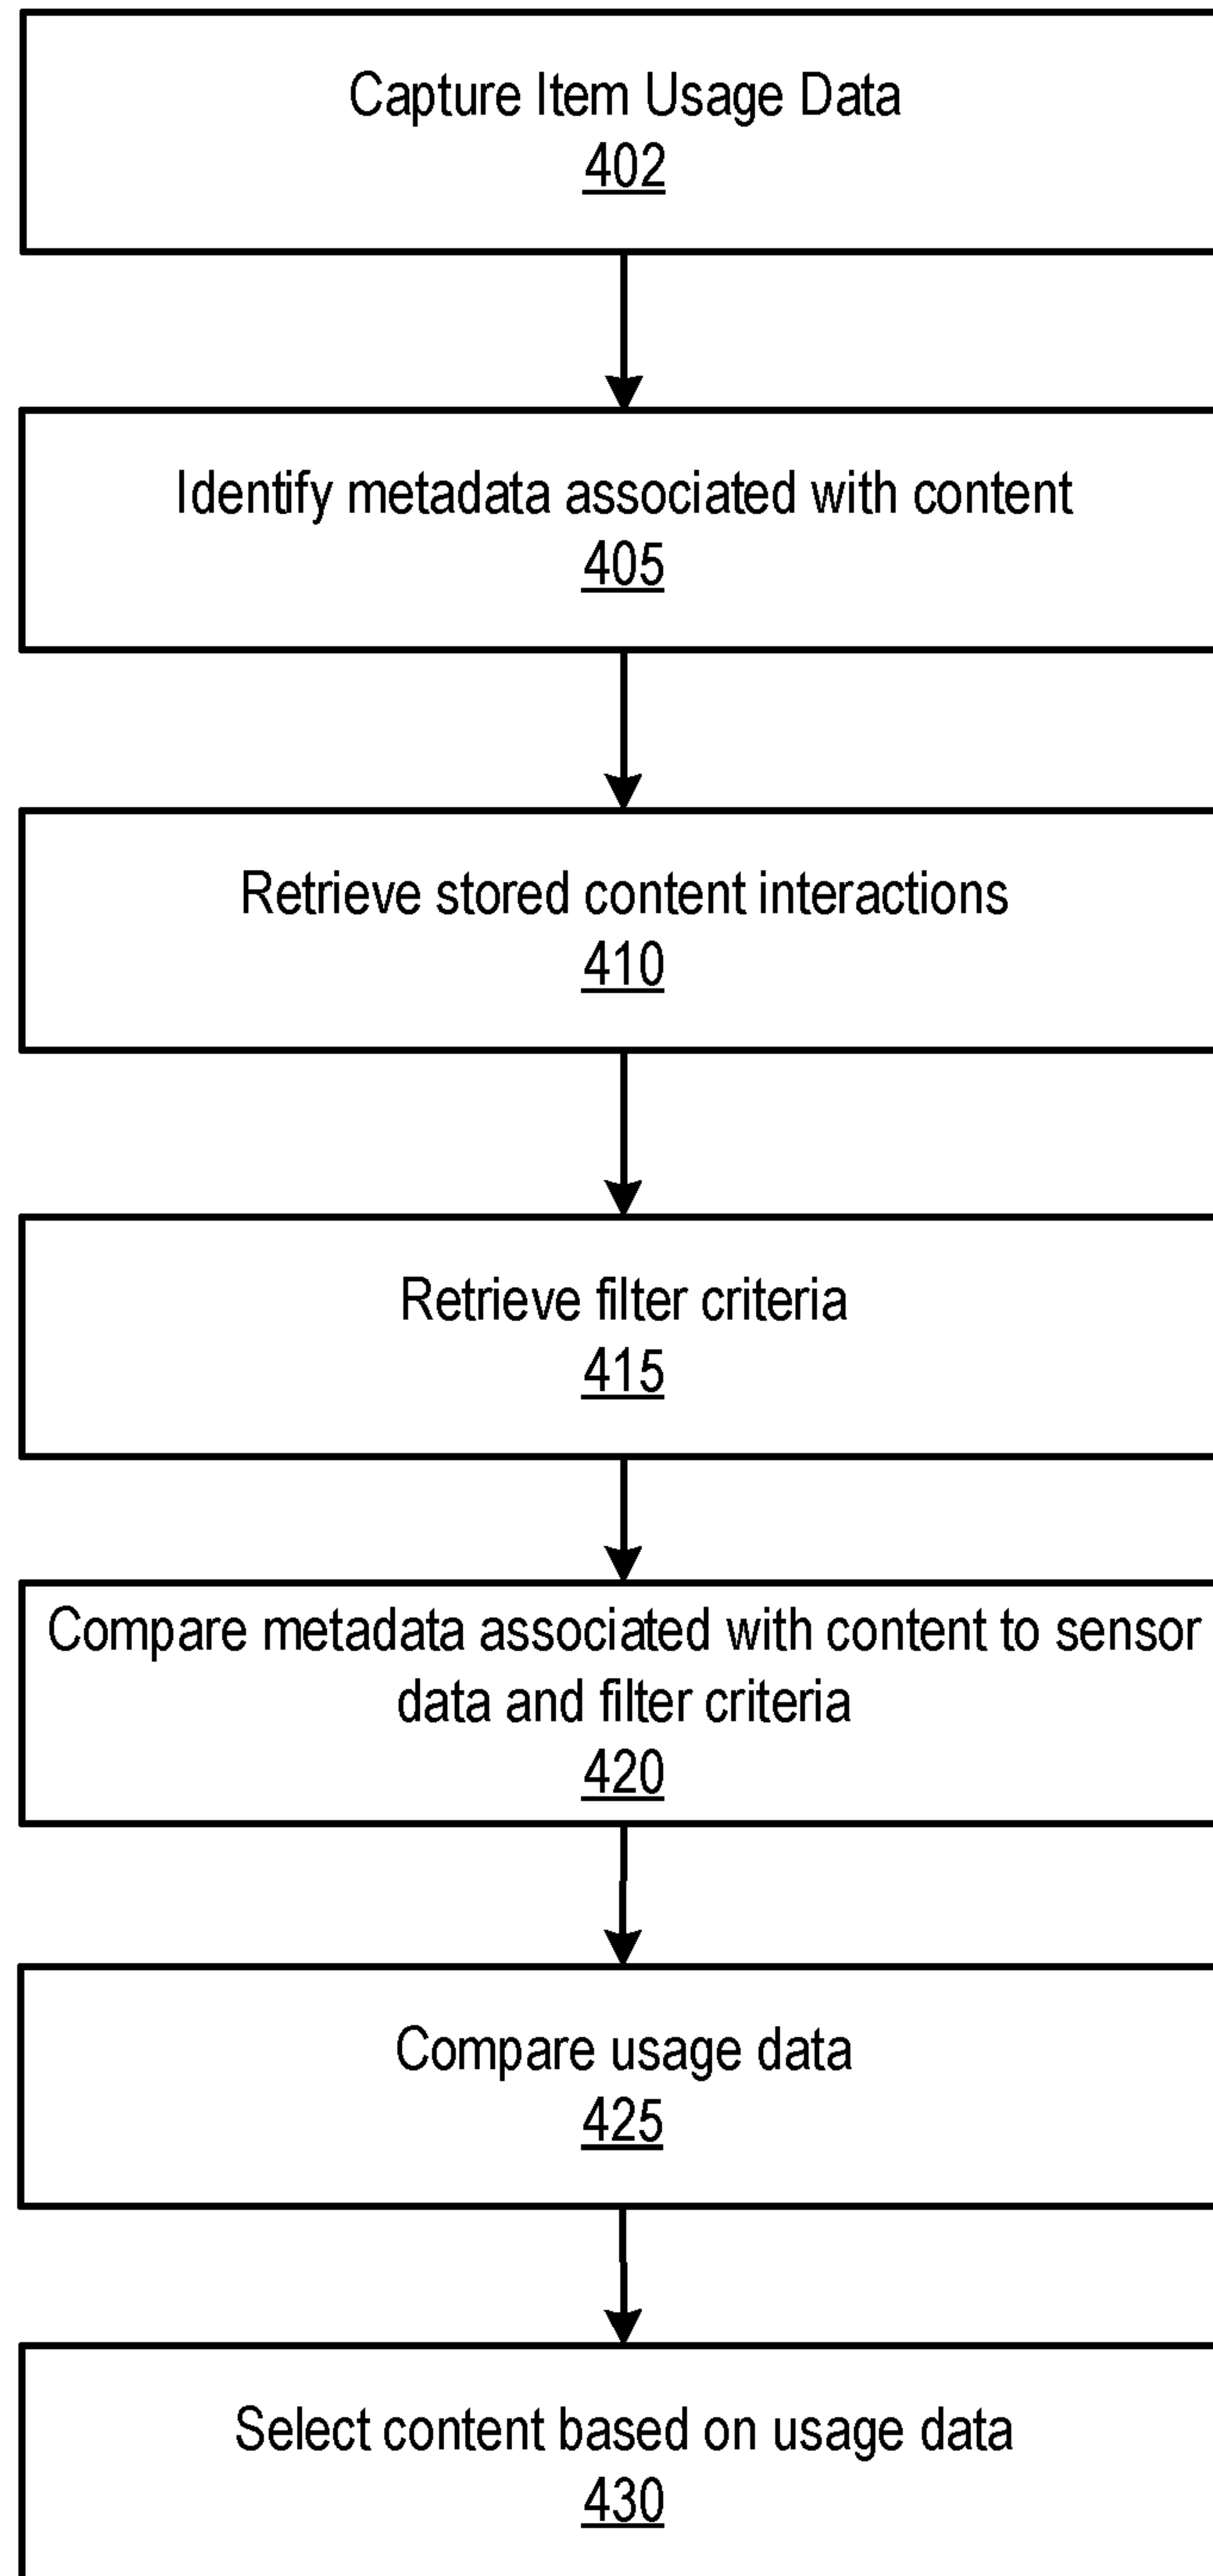 Capture Item Usage Data
402
Identify metadata associated with content
405
Retrieve stored content interactions
410
Retrieve filter criteria
415
Compare metadata associated with content to sensor
data and filter criteria
420
Compare usage data
425
Select content based on usage data
430